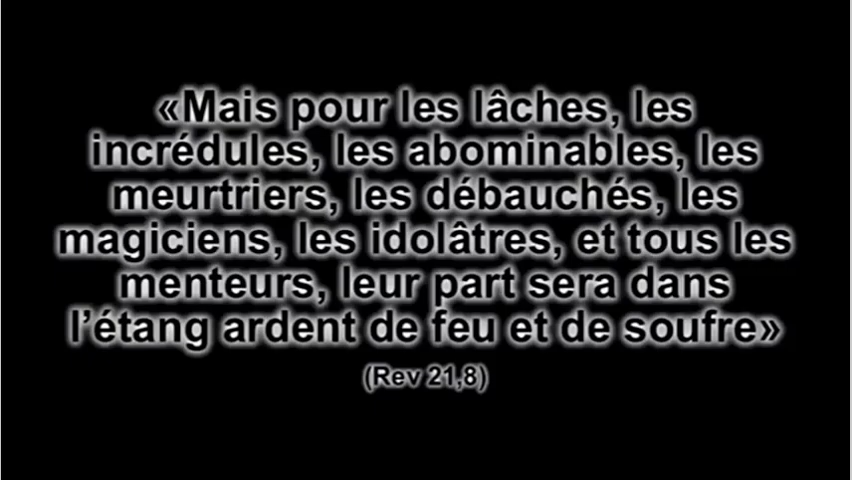 «Mais pour les lâches, les
incrédules, les abominables, les
meurtriers, les débauchés, les
magiciens, les idolâtres, et tous les
menteurs, leur part sera dans
l’étang ardent de feu et de soufre»
(Rev 21,8)